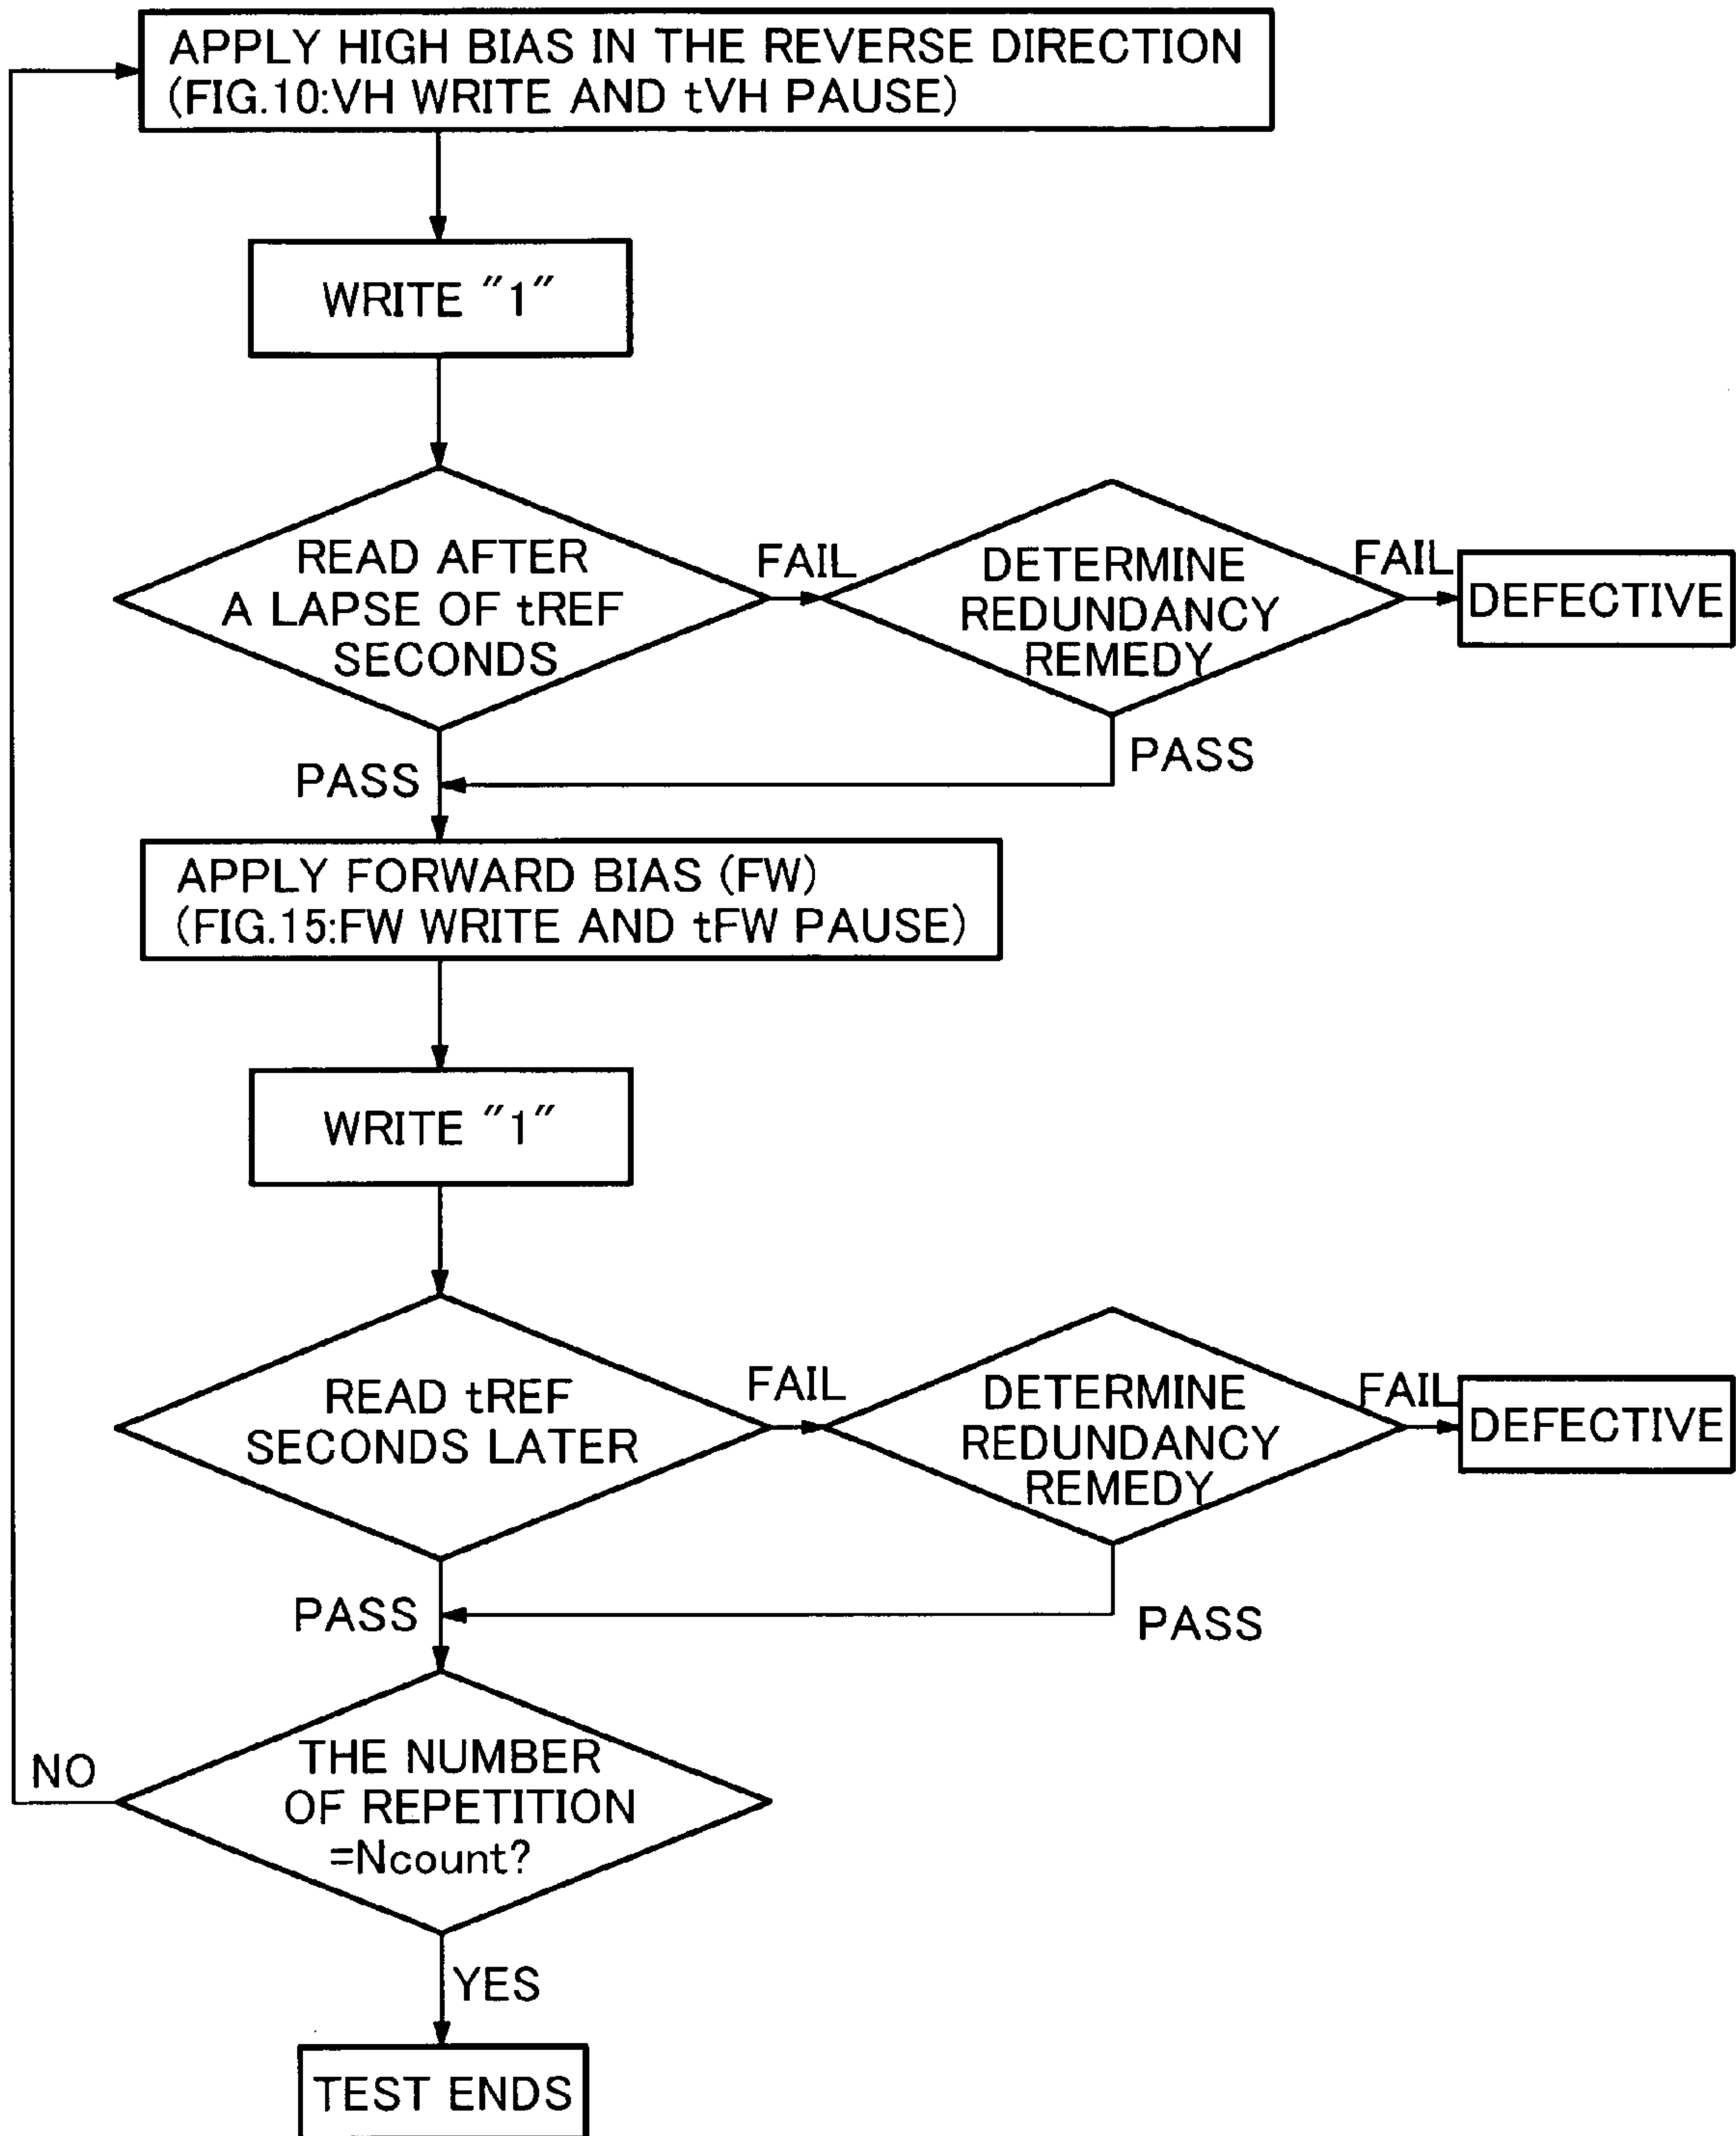 APPLY HIGH BIAS IN THE REVERSE DIRECTION
(FIG.10:VH WRITE AND tVH PAUSE)
WRITE "1"
READ AFTER
A LAPSE OF tREF
SECONDS
FAIL
DETERMINE
REDUNDANCY
REMEDY
FAIL
DEFECTIVE
PASS
PASS
APPLY FORWARD BIAS (FW)
(FIG.15:FW WRITE AND tFW PAUSE)
WRITE "1"
READ tREF
SECONDS LATER
FAIL
DETERMINE
REDUNDANCY
REMEDY
FAIL
DEFECTIVE
PASS
PASS
THE NUMBER
OF REPETITION
=Ncount?
NO
YES
TEST ENDS